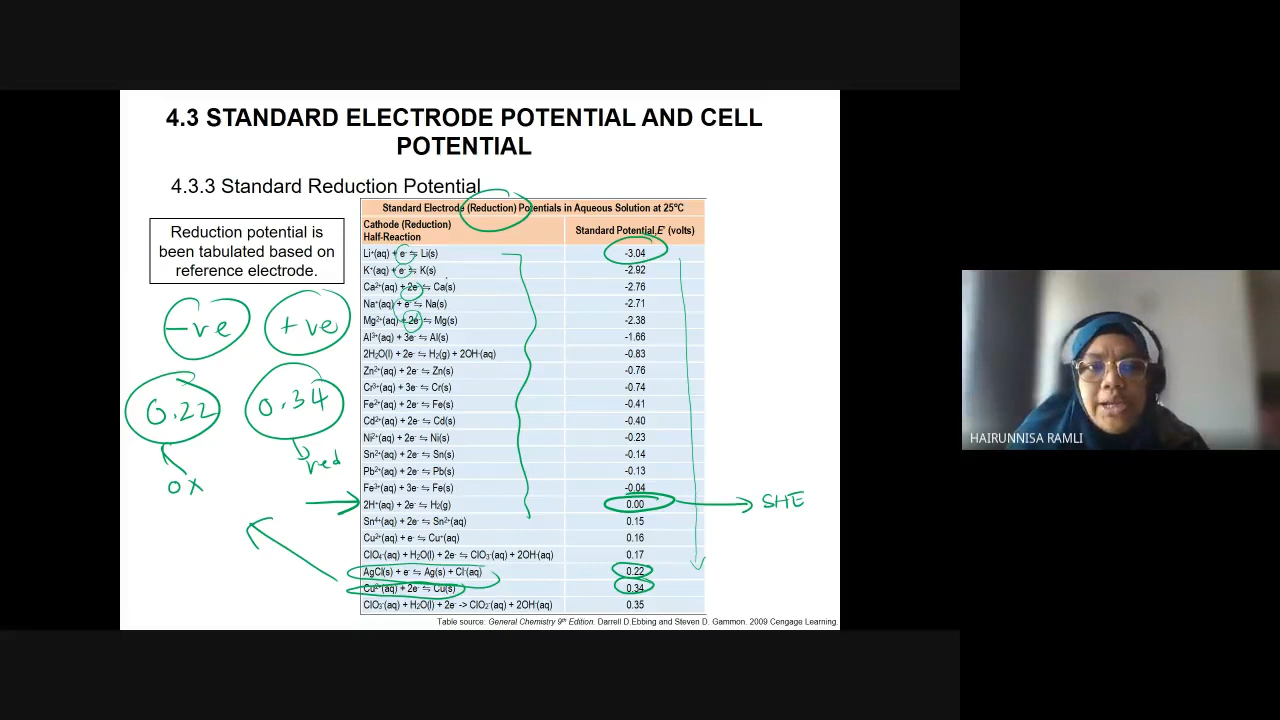 4.3 STANDARD ELECTRODE POTENTIAL AND CELL
POTENTIAL
4.3.3 Standard Reduction Potential
Reduction potential is
been tabulated based on
reference electrode.
-ve +ve
0.22 0.34
ox red
Standard Electrode (Reduction) Potentials in Aqueous Solution at 25°C
Cathode (Reduction)
Half-Reaction Standard Potential, E° (volts)
Li⁺(aq) + e⁻ ⇋ Li(s) -3.04
K⁺(aq) + e⁻ ⇋ K(s) -2.92
Ca²⁺(aq) + 2e⁻ ⇋ Ca(s) -2.76
Na⁺(aq) + e⁻ ⇋ Na(s) -2.71
Mg²⁺(aq) + 2e⁻ ⇋ Mg(s) -2.38
Al³⁺(aq) + 3e⁻ ⇋ Al(s) -1.66
2H₂O(l) + 2e⁻ ⇋ H₂(g) + 2OH⁻(aq) -0.83
Zn²⁺(aq) + 2e⁻ ⇋ Zn(s) -0.76
Cr³⁺(aq) + 3e⁻ ⇋ Cr(s) -0.74
Fe²⁺(aq) + 2e⁻ ⇋ Fe(s) -0.41
Cd²⁺(aq) + 2e⁻ ⇋ Cd(s) -0.40
Ni²⁺(aq) + 2e⁻ ⇋ Ni(s) -0.23
Sn²⁺(aq) + 2e⁻ ⇋ Sn(s) -0.14
Pb²⁺(aq) + 2e⁻ ⇋ Pb(s) -0.13
Fe³⁺(aq) + 3e⁻ ⇋ Fe(s) -0.04
2H⁺(aq) + 2e⁻ ⇋ H₂(g) 0.00 SHE
Sn⁴⁺(aq) + 2e⁻ ⇋ Sn²⁺(aq) 0.15
Cu²⁺(aq) + e⁻ ⇋ Cu⁺(aq) 0.16
ClO₄⁻(aq) + H₂O(l) + 2e⁻ ⇋ ClO₃⁻(aq) + 2OH⁻(aq) 0.17
AgCl(s) + e⁻ ⇋ Ag(s) + Cl⁻(aq) 0.22
Cu²⁺(aq) + 2e⁻ ⇋ Cu(s) 0.34
ClO₃⁻(aq) + H₂O(l) + 2e⁻ -> ClO₂⁻(aq) + 2OH⁻(aq) 0.35
Table source: General Chemistry 9th Edition. Darrell D.Ebbing and Steven D. Gammon. 2009 Cengage Learning.
HAIRUNNISA RAMLI